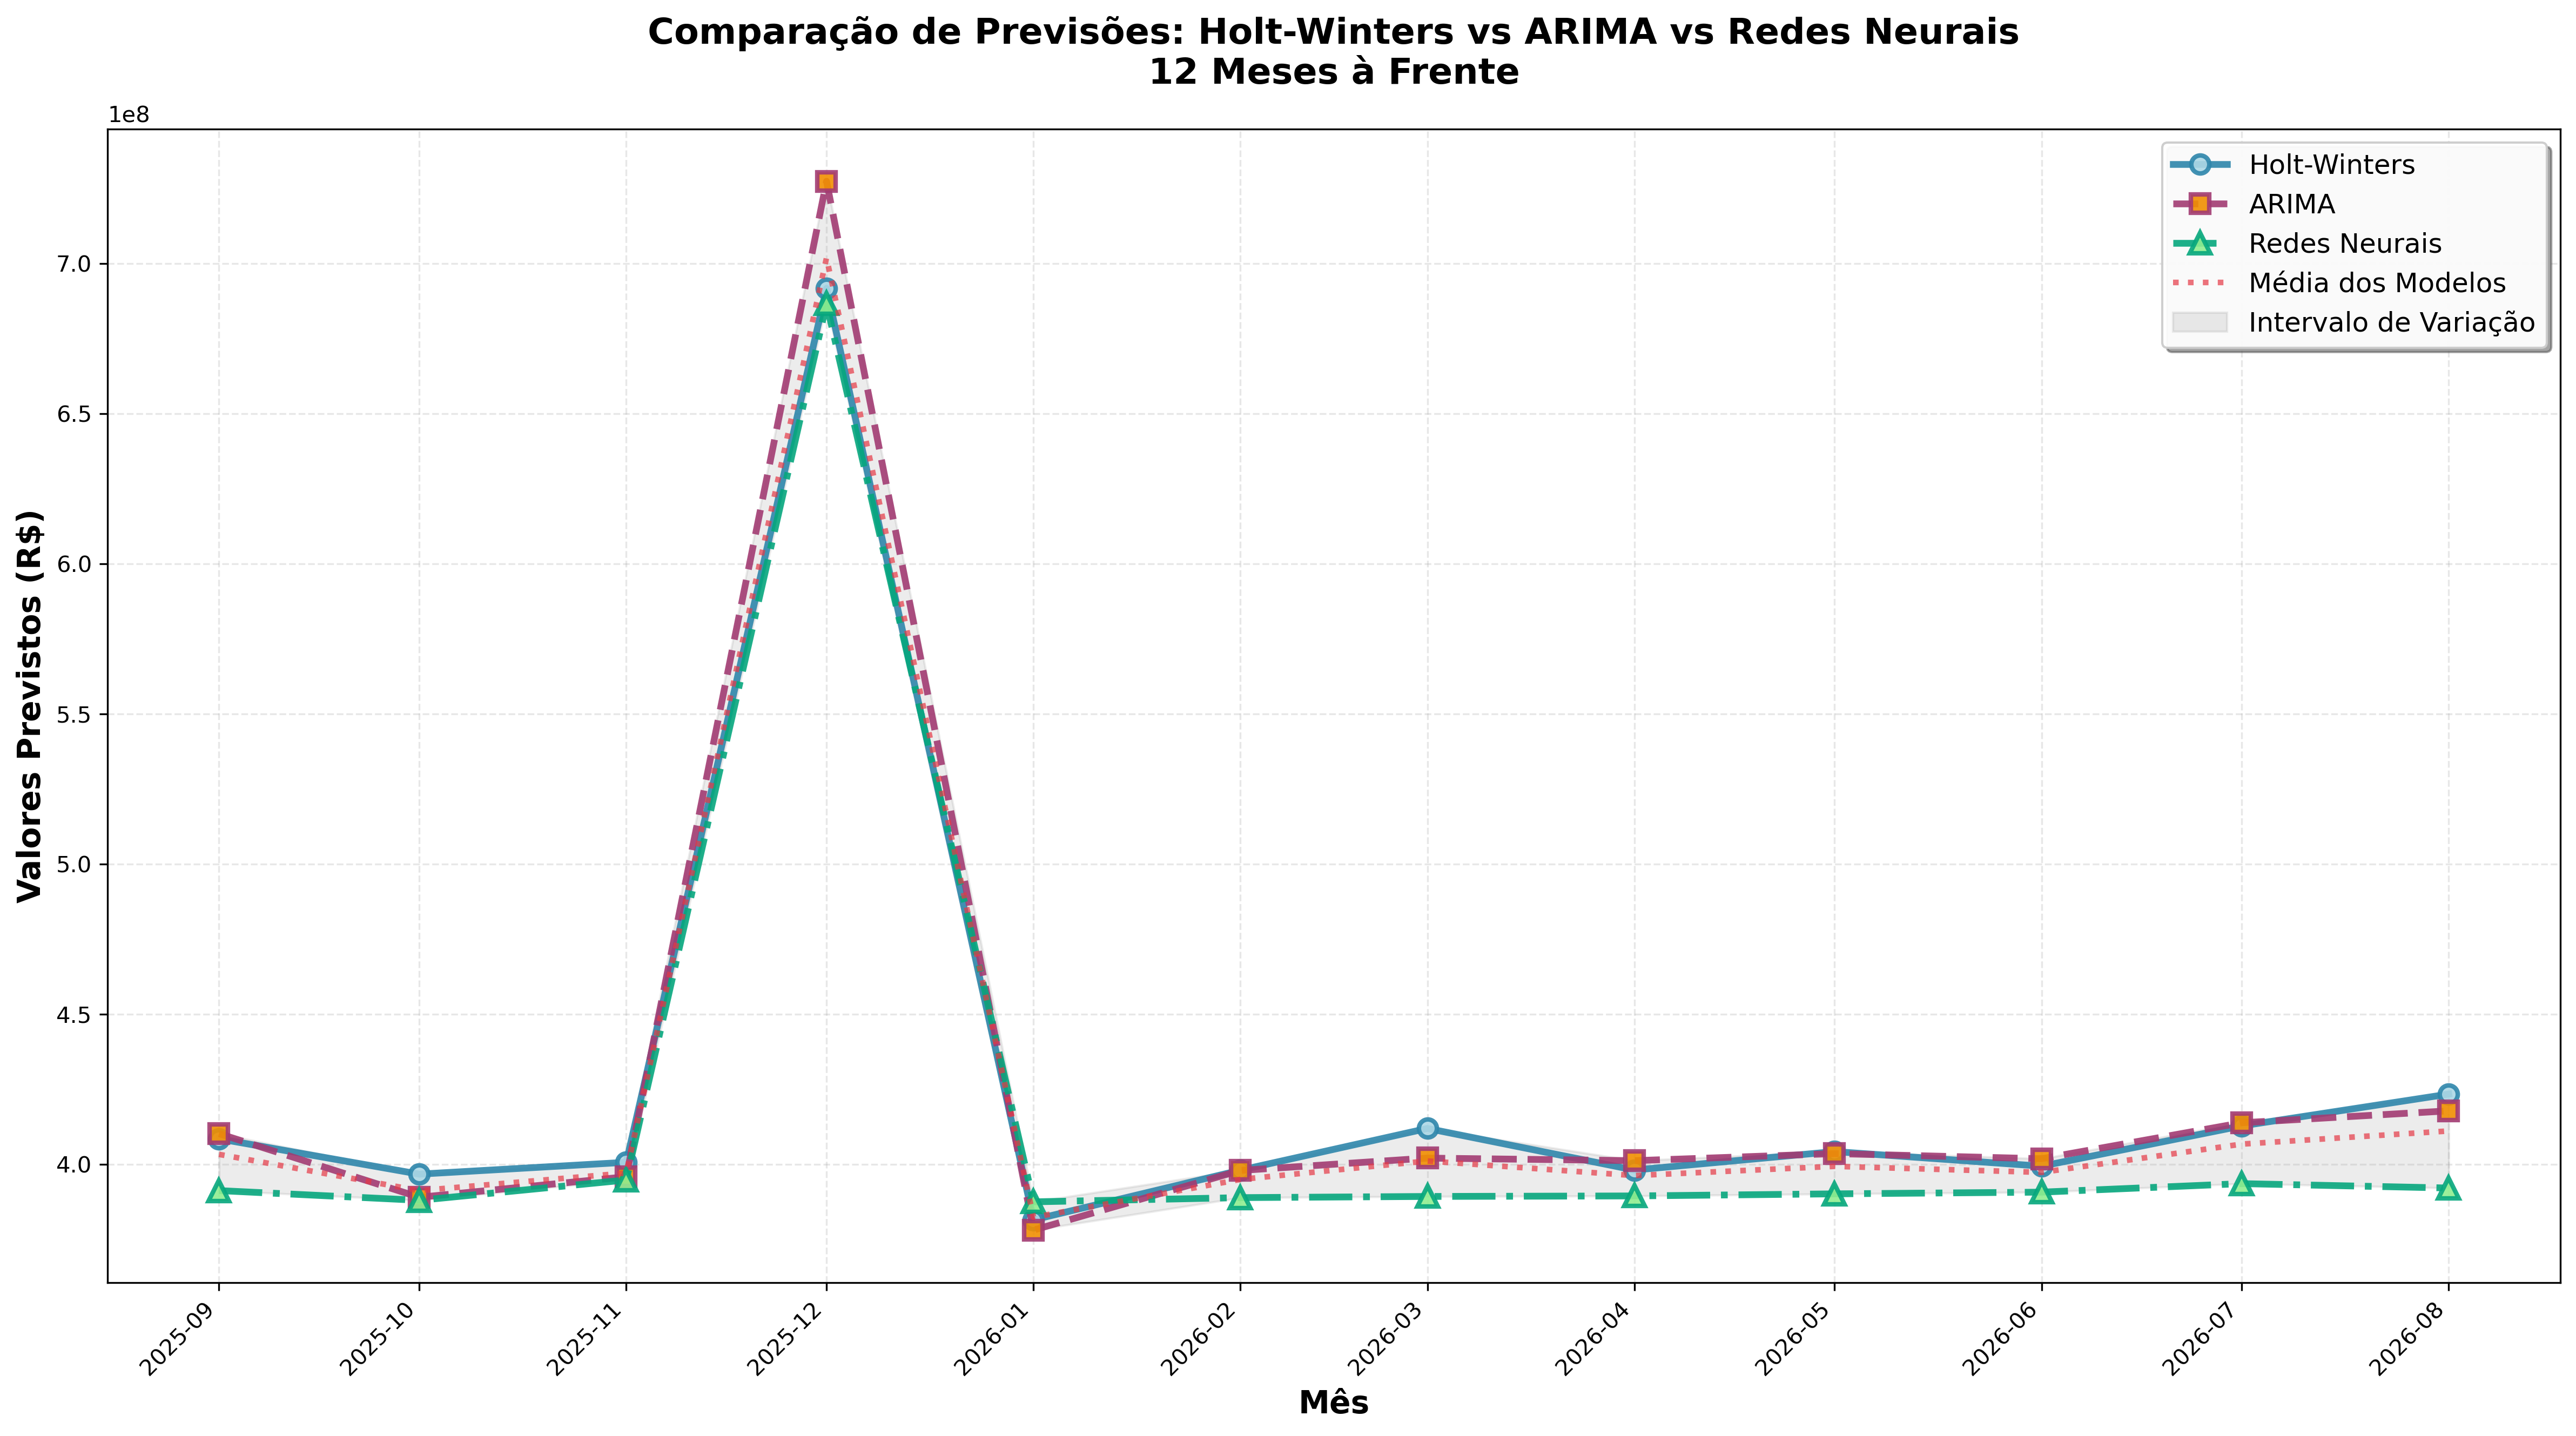 Comparação de Previsões: Holt-Winters vs ARIMA vs Redes Neurais
12 Meses à Frente
1e8
Holt-Winters
ARIMA
Redes Neurais
Média dos Modelos
Intervalo de Variação
Valores Previstos (R$)
7.0
6.5
6.0
5.5
5.0
4.5
4.0
2025-09
2025-10
2025-11
2025-12
2026-01
2026-02
2026-03
2026-04
2026-05
2026-06
2026-07
2026-08
Mês